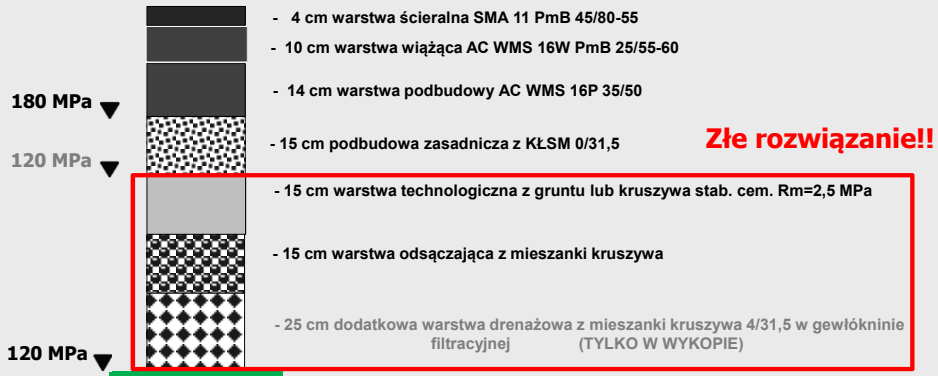 - 4 cm warstwa ścieralna SMA 11 PmB 45/80-55
- 10 cm warstwa wiążąca AC WMS 16W PmB 25/55-60
- 14 cm warstwa podbudowy AC WMS 16P 35/50
180 MPa
- 15 cm podbudowa zasadnicza z KŁSM 0/31,5
Złe rozwiązanie!!
120 MPa
- 15 cm warstwa technologiczna z gruntu lub kruszywa stab. cem. Rm=2,5 MPa
- 15 cm warstwa odsączająca z mieszanki kruszywa
- 25 cm dodatkowa warstwa drenażowa z mieszanki kruszywa 4/31,5 w gewłókninie
filtracyjnej (TYLKO W WYKOPIE)
120 MPa